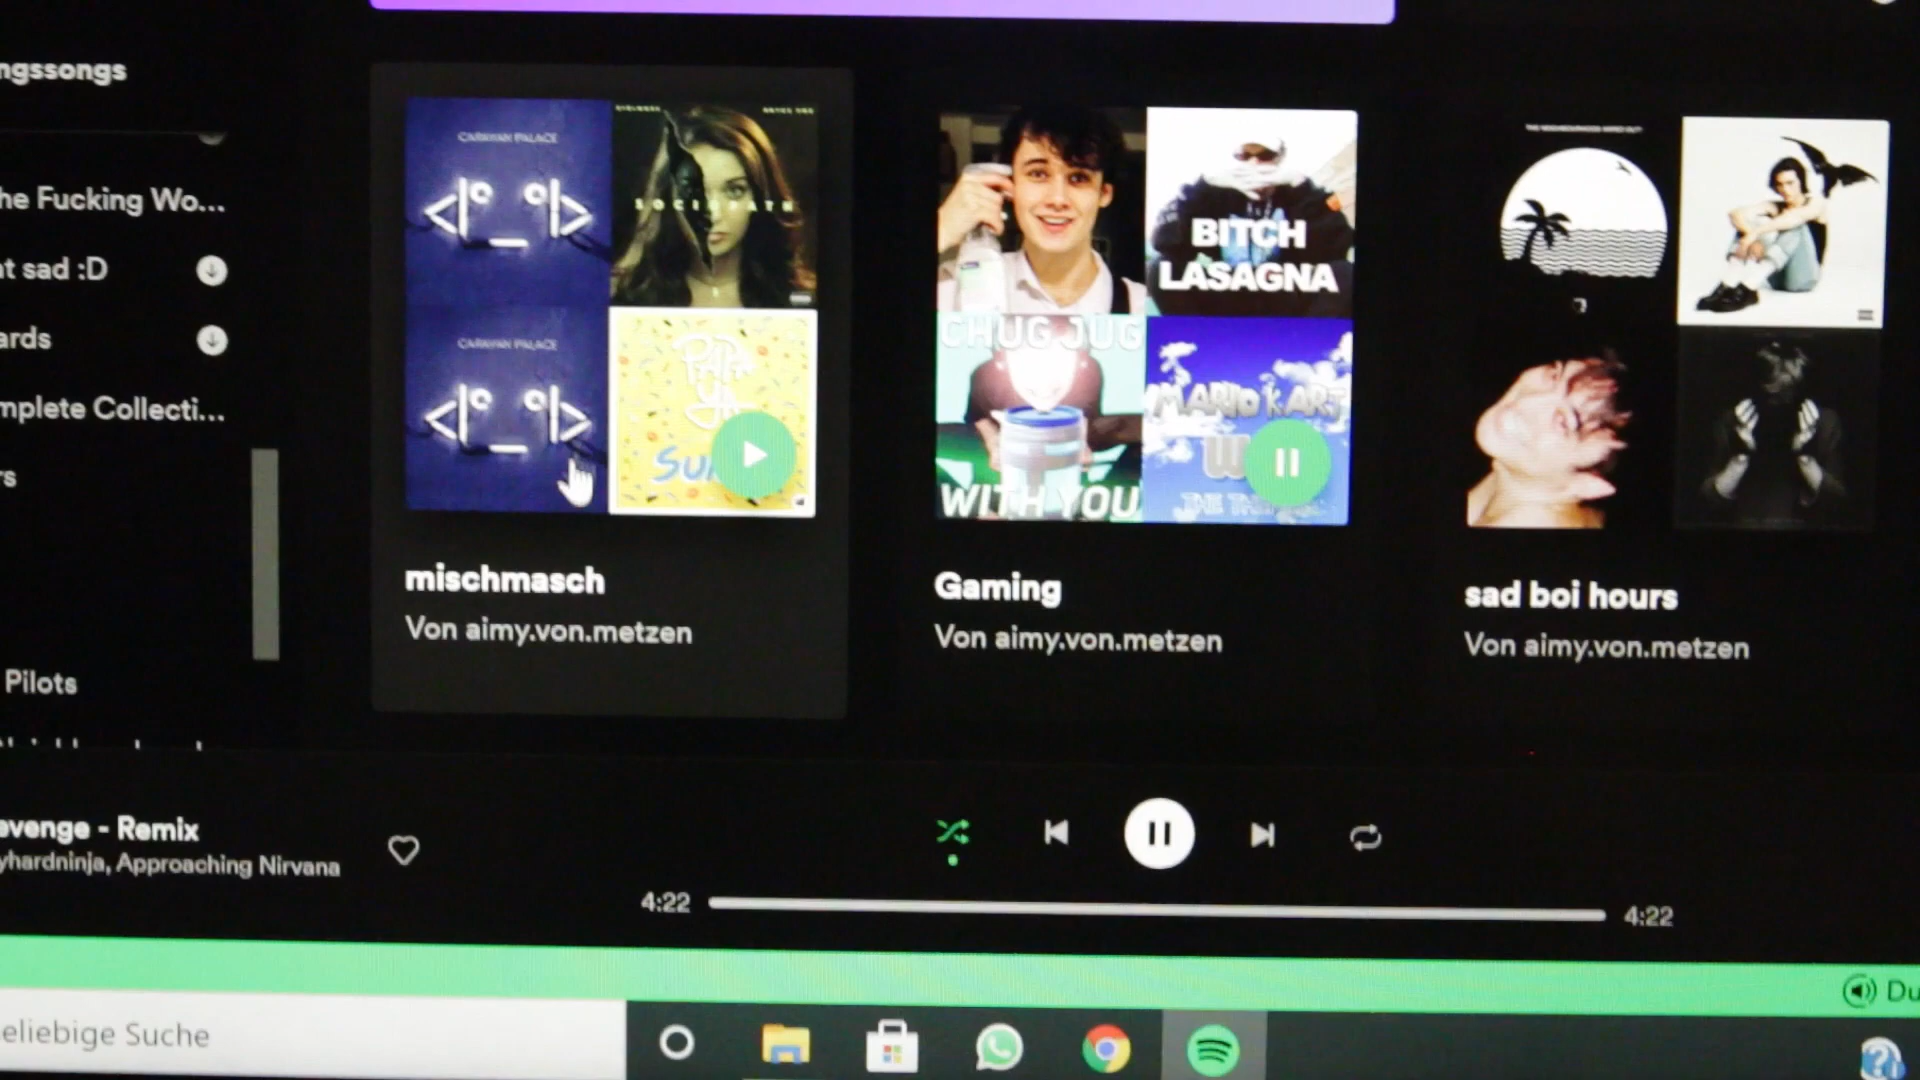 ngssongs
he Fucking Wo...
at sad :D
ards
mplete Collecti...
rs
Pilots
CARAVAN PALACE
SOCIOPATH
CARAVAN PALACE
mischmasch
Von aimy.von.metzen
BITCH
LASAGNA
CHUG JUG
WITH YOU
MARIO KART
W
Gaming
Von aimy.von.metzen
sad boi hours
Von aimy.von.metzen
evenge - Remix
yhardninja, Approaching Nirvana
4:22
4:22
Du
eliebige Suche